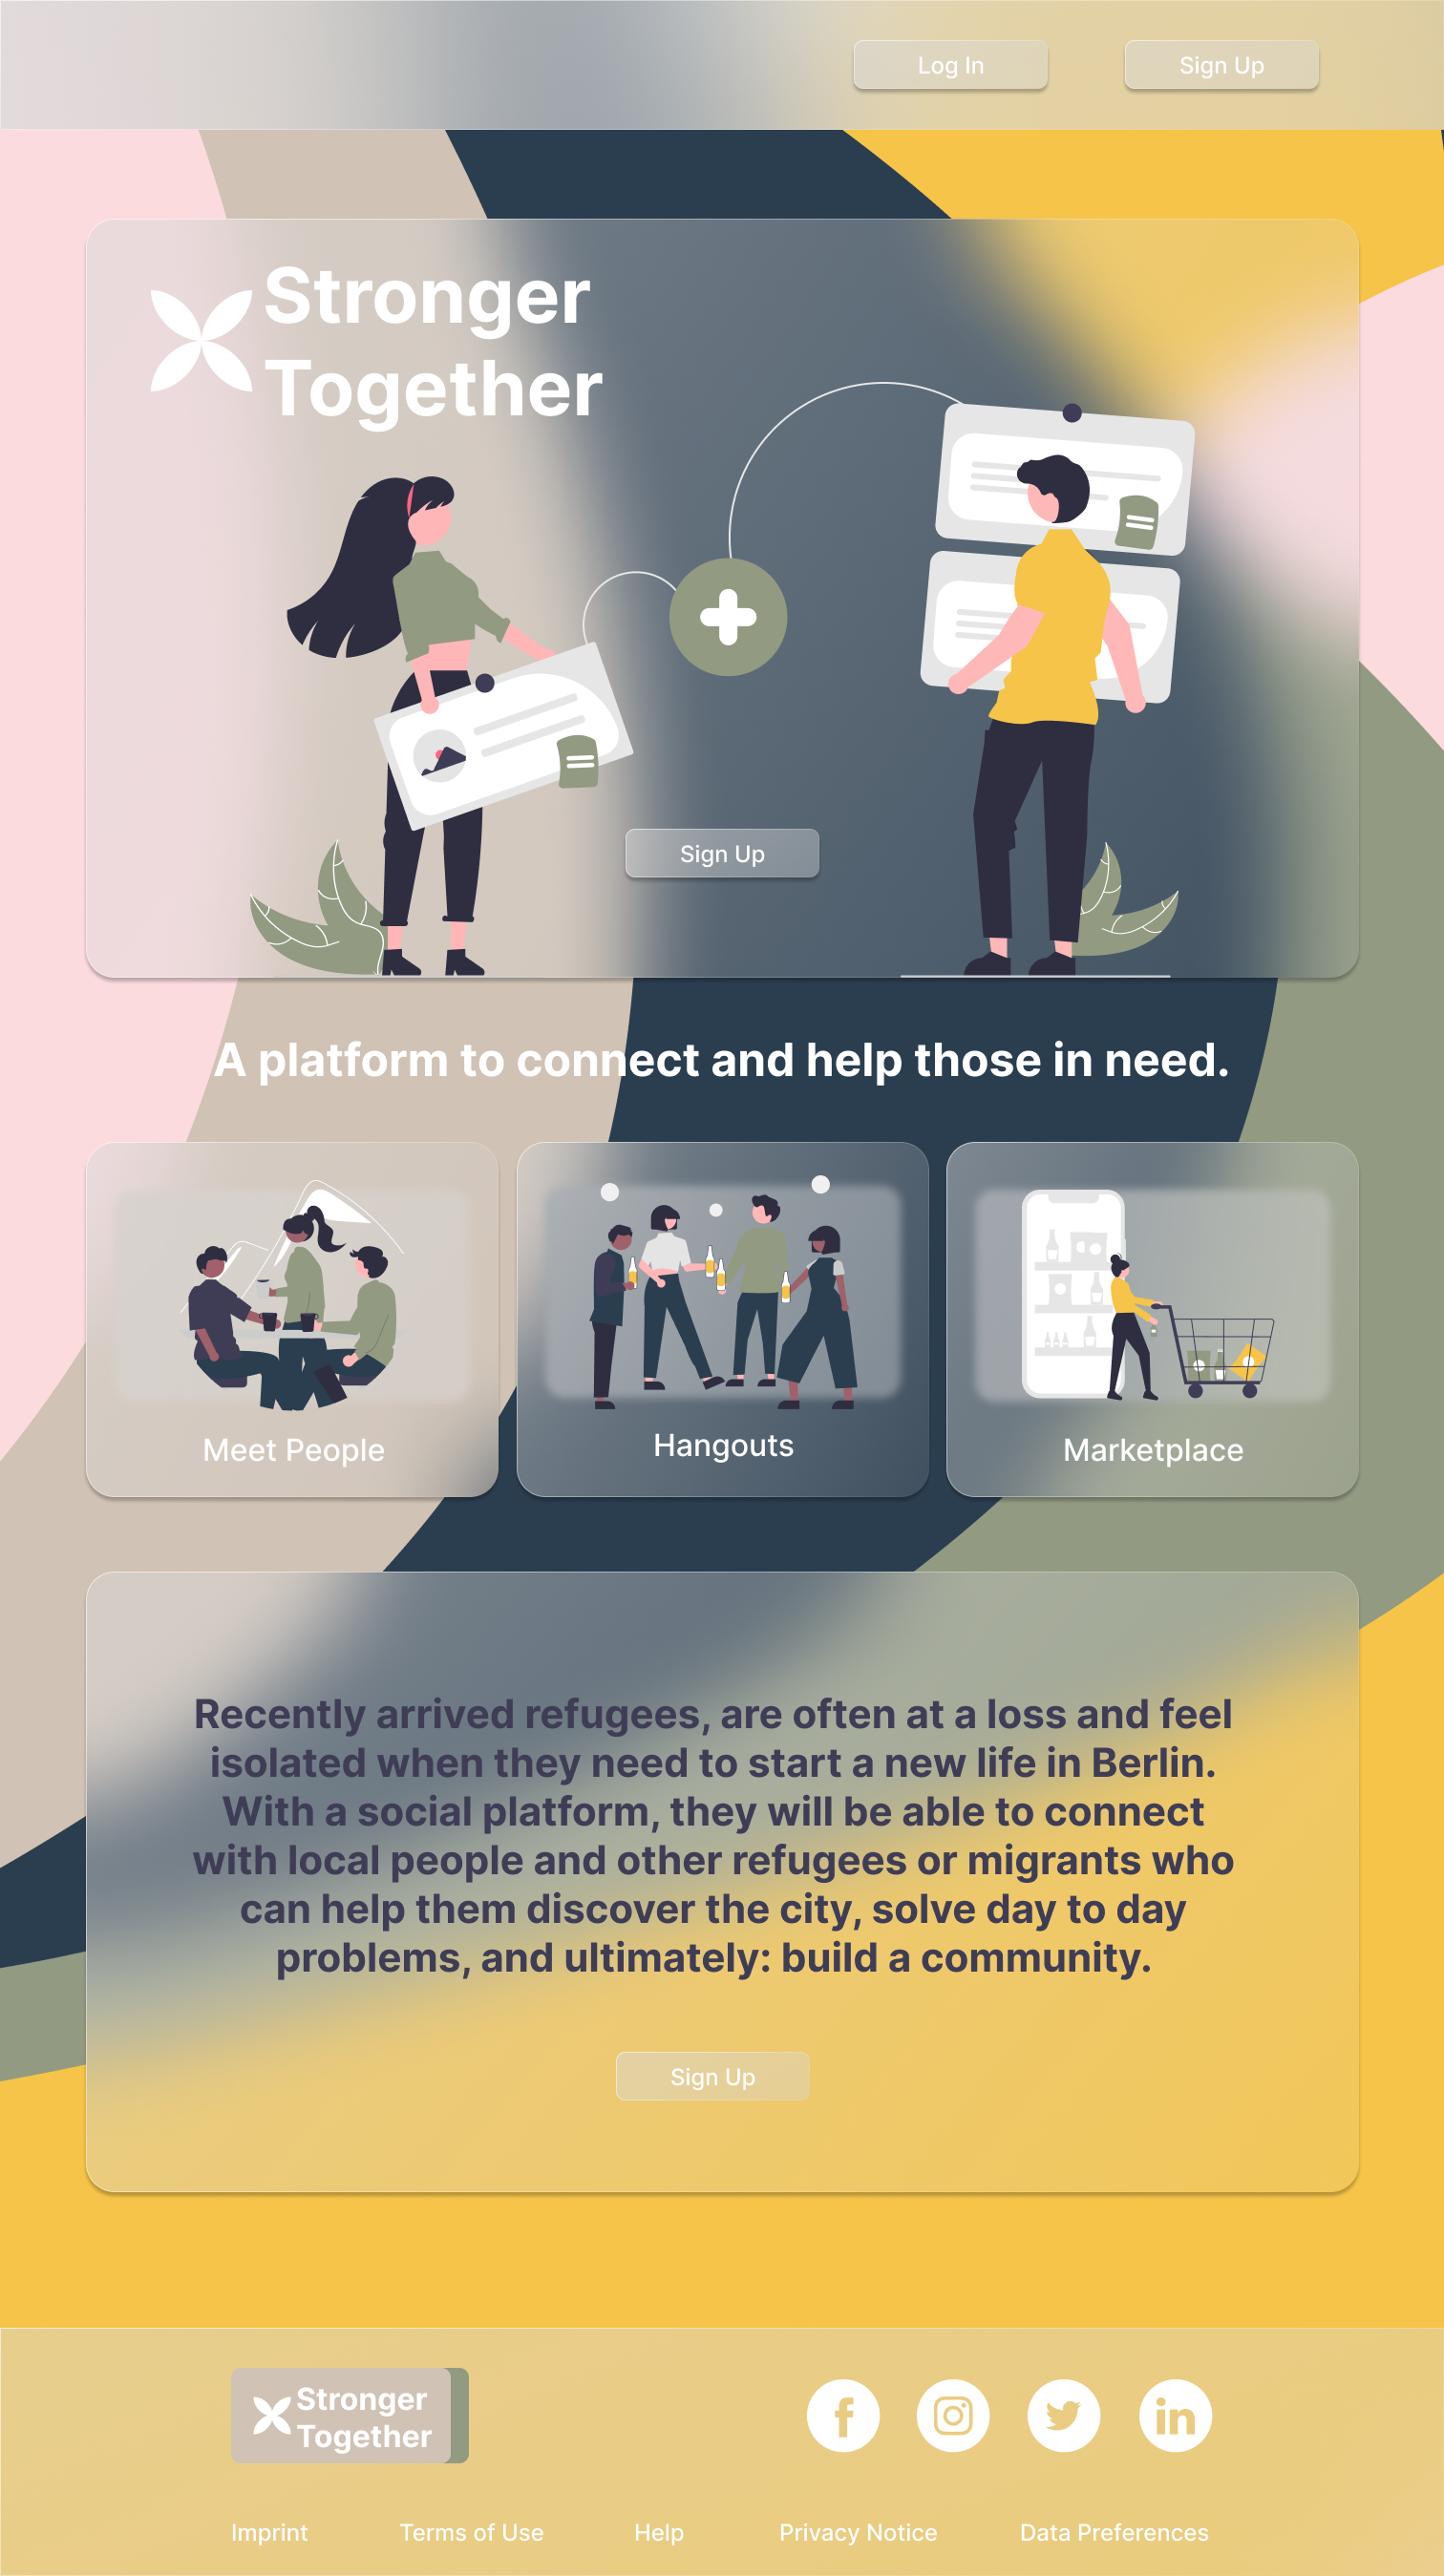 Log In
Sign Up
Stronger
Together
Sign Up
A platform to connect and help those in need.
Meet People
Hangouts
Marketplace
Recently arrived refugees, are often at a loss and feel
isolated when they need to start a new life in Berlin.
With a social platform, they will be able to connect
with local people and other refugees or migrants who
can help them discover the city, solve day to day
problems, and ultimately: build a community.
Sign Up
Stronger
Together
Imprint
Terms of Use
Help
Privacy Notice
Data Preferences